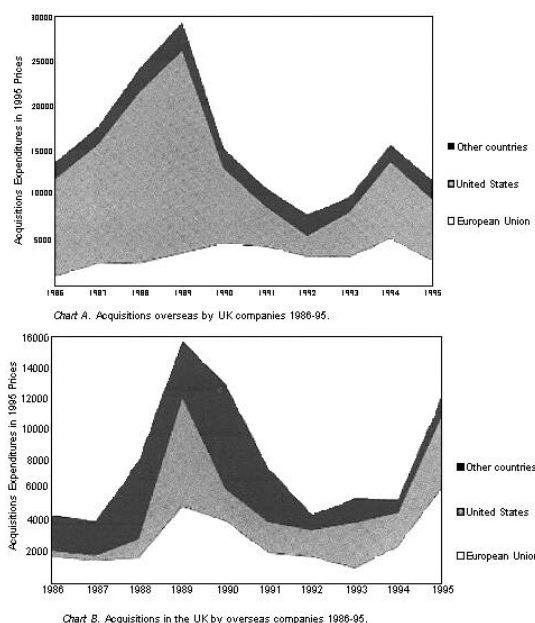 30000
25000
20000
15000
10000
5000
Acquisitions Expenditures in 1995 Prices
Other countries
United States
European Union
1986 1987 1988 1989 1990 1991 1992 1993 1994 1995
Chart A. Acquisitions overseas by UK companies 1986-95.
16000
14000
12000
10000
8000
6000
4000
2000
Acquisitions Expenditures in 1995 Prices
Other countries
United States
European Union
1986 1987 1988 1989 1990 1991 1992 1993 1994 1995
Chart B. Acquisitions in the UK by overseas companies 1986-95.